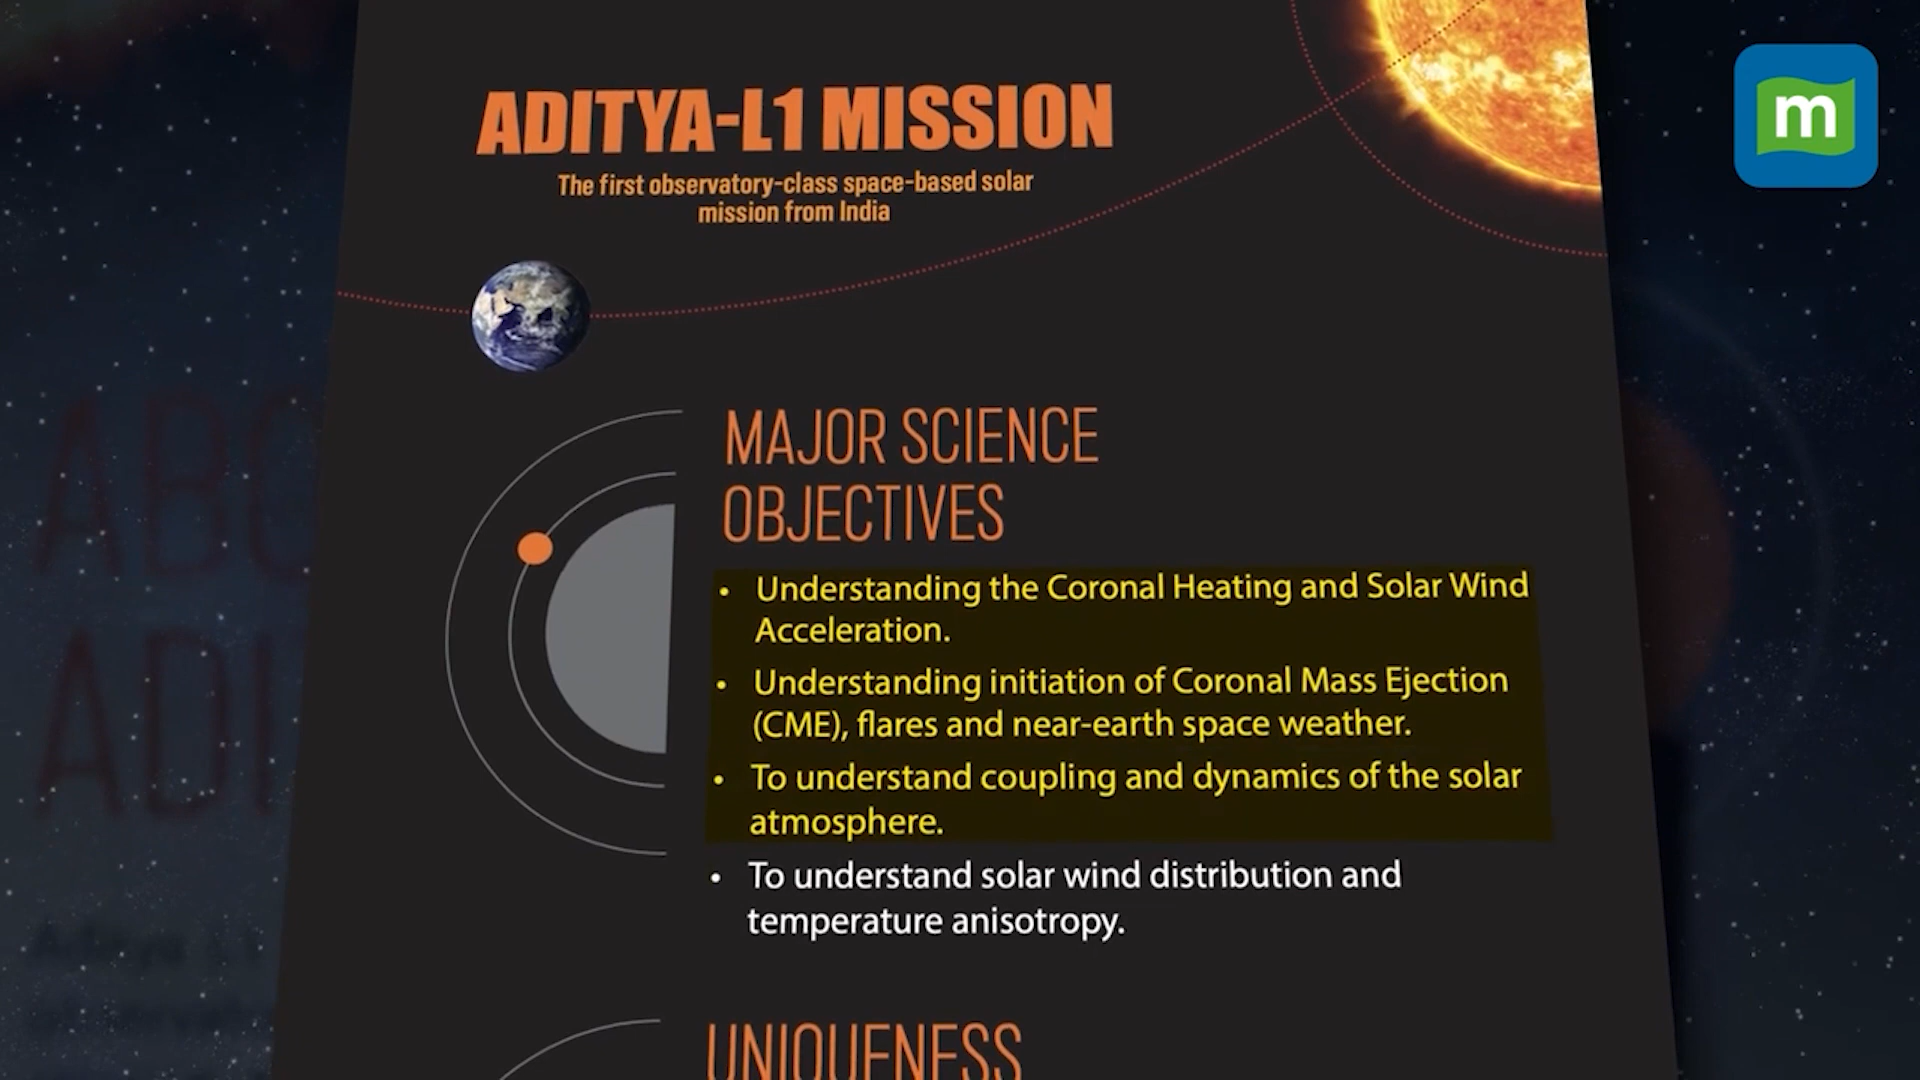 ADITYA-L1 MISSION
The first observatory-class space-based solar
mission from India
m
MAJOR SCIENCE
OBJECTIVES
• Understanding the Coronal Heating and Solar Wind
Acceleration.
• Understanding initiation of Coronal Mass Ejection
(CME), flares and near-earth space weather.
• To understand coupling and dynamics of the solar
atmosphere.
• To understand solar wind distribution and
temperature anisotropy.
UNIQUENESS